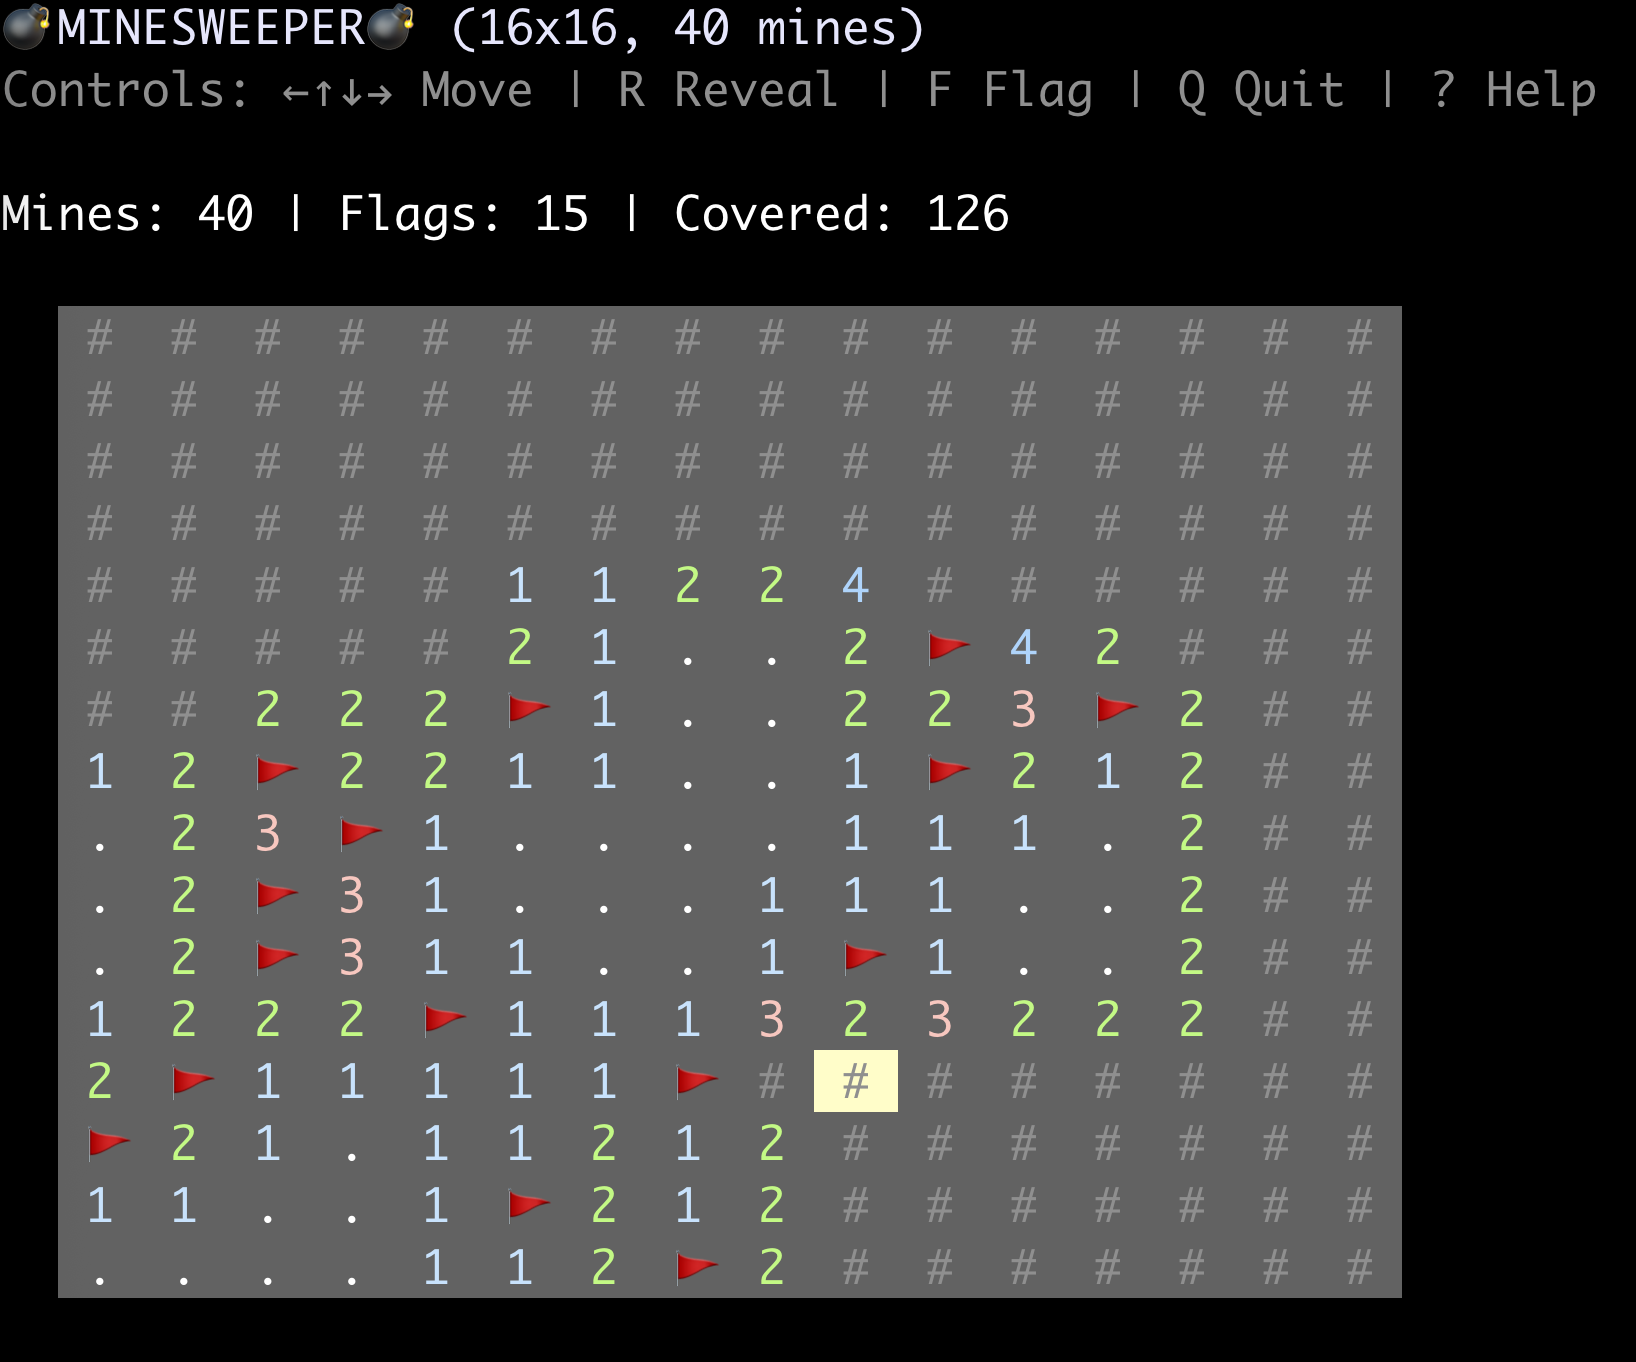 💣MINESWEEPER💣 (16x16, 40 mines)
Controls: ←↑↓→ Move | R Reveal | F Flag | Q Quit | ? Help
Mines: 40 | Flags: 15 | Covered: 126
# # # # # # # # # # # # # # # #
# # # # # # # # # # # # # # # #
# # # # # # # # # # # # # # # #
# # # # # # # # # # # # # # # #
# # # # # 1 1 2 2 4 # # # # # #
# # # # # 2 1 . . 2 🚩 4 2 # # #
# # 2 2 2 🚩 1 . . 2 2 3 🚩 2 # #
1 2 🚩 2 2 1 1 . . 1 🚩 2 1 2 # #
. 2 3 🚩 1 . . . . 1 1 1 . 2 # #
. 2 🚩 3 1 . . . 1 1 1 . . 2 # #
. 2 🚩 3 1 1 . . 1 🚩 1 . . 2 # #
1 2 2 2 🚩 1 1 1 3 2 3 2 2 2 # #
2 🚩 1 1 1 1 1 🚩 # # # # # # # #
🚩 2 1 . 1 1 2 1 2 # # # # # # #
1 1 . . 1 🚩 2 1 2 # # # # # # #
. . . . 1 1 2 🚩 2 # # # # # # #